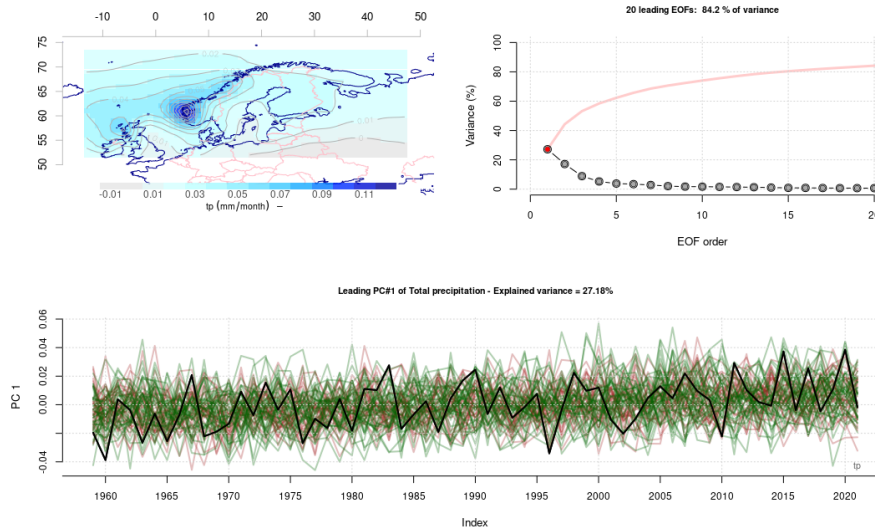 -10 0 10 20 30 40 50
75
70
65
60
55
50
-0.01 0.01 0.03 0.05 0.07 0.09 0.11
tp (mm/month) –
20 leading EOFs: 84.2 % of variance
Variance (%)
100
80
60
40
20
0
0 5 10 15 20
EOF order
Leading PC#1 of Total precipitation - Explained variance = 27.18%
PC 1
0.06
0.04
0.02
0.00
-0.04
tp
1960 1965 1970 1975 1980 1985 1990 1995 2000 2005 2010 2015 2020
Index